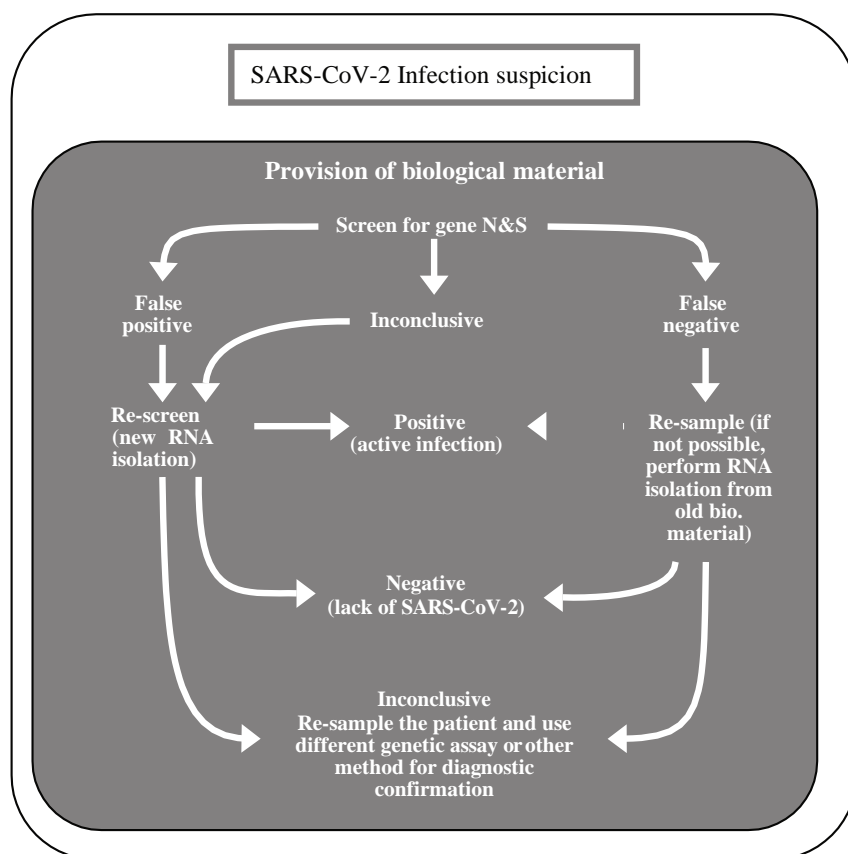 SARS-CoV-2 Infection suspicion
Provision of biological material
Screen for gene N&S
False
positive
Inconclusive
False
negative
Re-screen
(new RNA
isolation)
Positive
(active infection)
Re-sample (if
not possible,
perform RNA
isolation from
old bio.
material)
Negative
(lack of SARS-CoV-2)
Inconclusive
Re-sample the patient and use
different genetic assay or other
method for diagnostic
confirmation